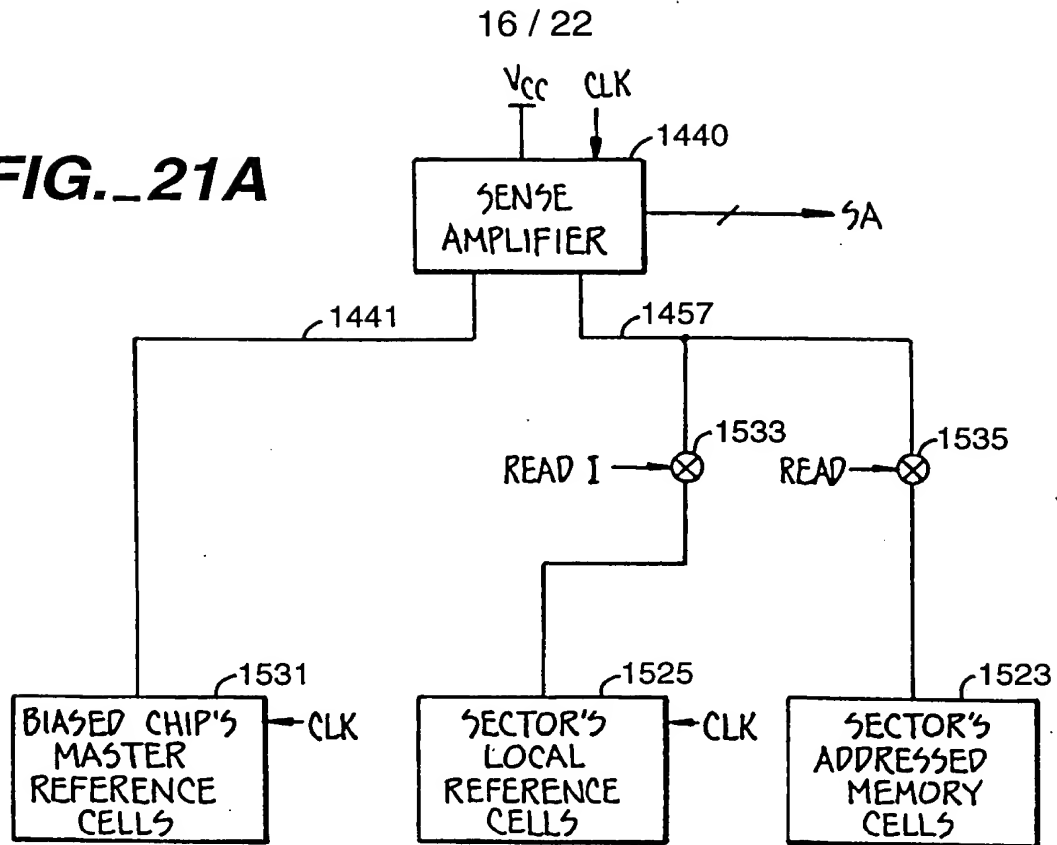 16 / 22
FIG._21A
VCC
CLK
1440
SENSE
AMPLIFIER
SA
1441
1457
1533
1535
READ I
READ
1531
1525
1523
BIASED CHIP'S
MASTER
REFERENCE
CELLS
CLK
SECTOR'S
LOCAL
REFERENCE
CELLS
CLK
SECTOR'S
ADDRESSED
MEMORY
CELLS